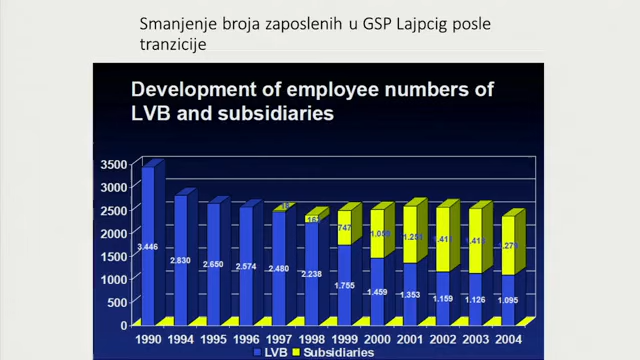 Smanjenje broja zaposlenih u GSP Lajpcig posle
tranzicije
Development of employee numbers of
LVB and subsidiaries
3500
3000
2500
2000
1500
1000
500
0
747
3.446 2.830 2.650 2.574 2.480 2.238 1.755 1.459 1.353 1.159 1.126 1.095
1990 1994 1995 1996 1997 1998 1999 2000 2001 2002 2003 2004
LVB Subsidiaries